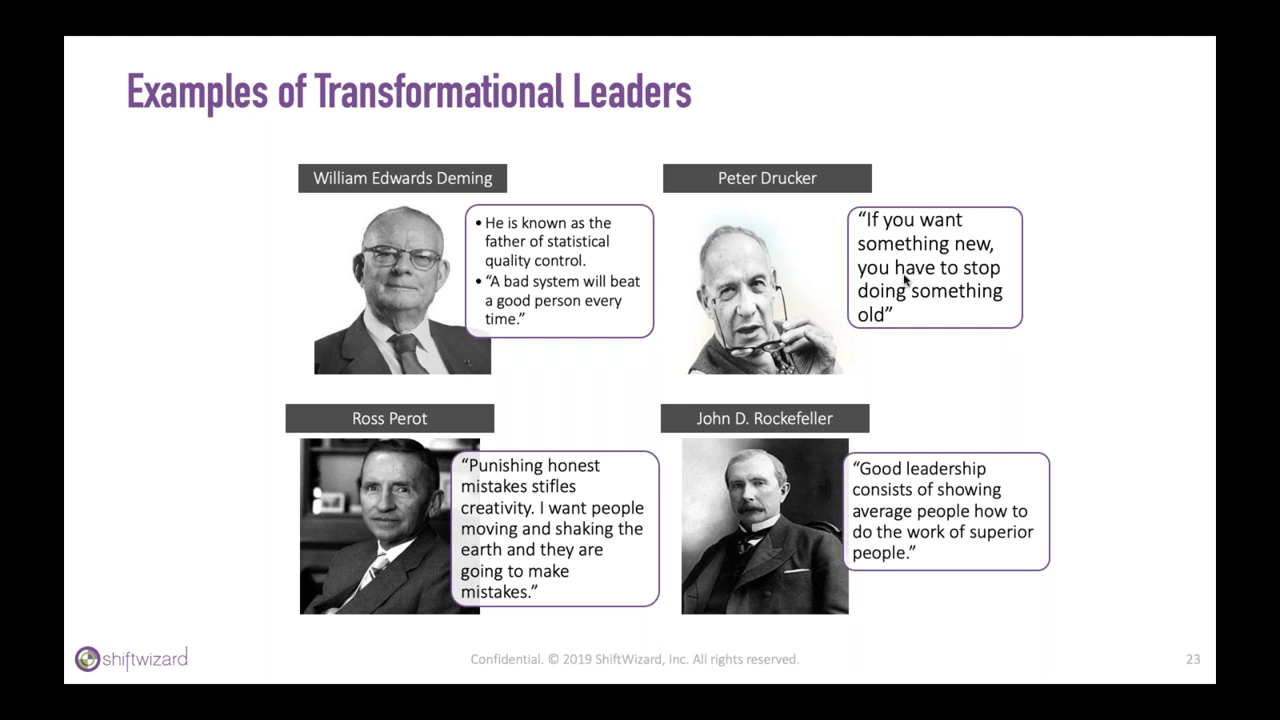 Examples of Transformational Leaders
William Edwards Deming
• He is known as the
father of statistical
quality control.
• “A bad system will beat
a good person every
time.”
Peter Drucker
“If you want
something new,
you have to stop
doing something
old”
Ross Perot
“Punishing honest
mistakes stifles
creativity. I want people
moving and shaking the
earth and they are
going to make
mistakes.”
John D. Rockefeller
“Good leadership
consists of showing
average people how to
do the work of superior
people.”
shiftwizard
Confidential. © 2019 ShiftWizard, Inc. All rights reserved.
23